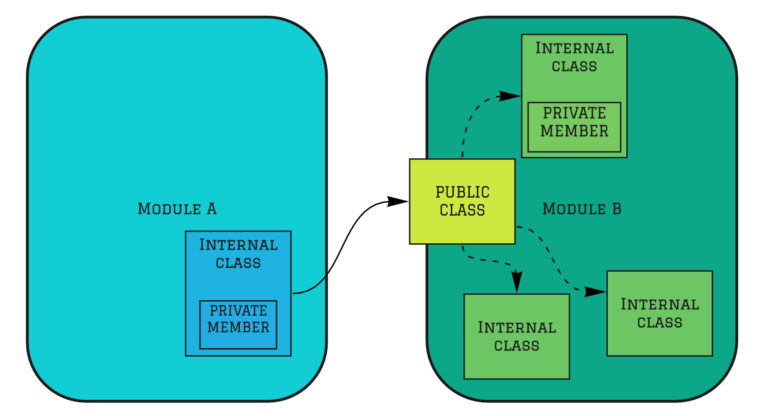 Module A
Internal
class
PRIVATE
MEMBER
Internal
class
PRIVATE
MEMBER
PUBLIC
CLASS
Module B
Internal
class
Internal
class